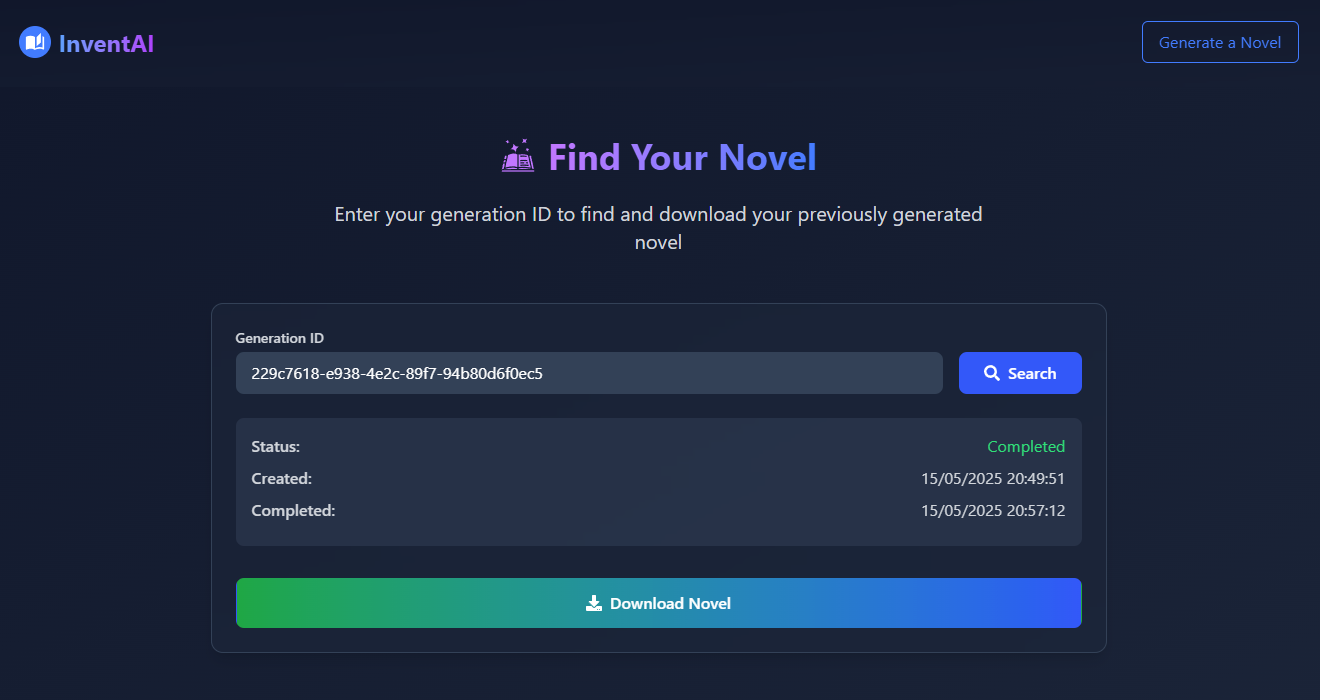 InventAI
Generate a Novel
Find Your Novel
Enter your generation ID to find and download your previously generated
novel
Generation ID
229c7618-e938-4e2c-89f7-94b80d6f0ec5
Search
Status: Completed
Created: 15/05/2025 20:49:51
Completed: 15/05/2025 20:57:12
Download Novel